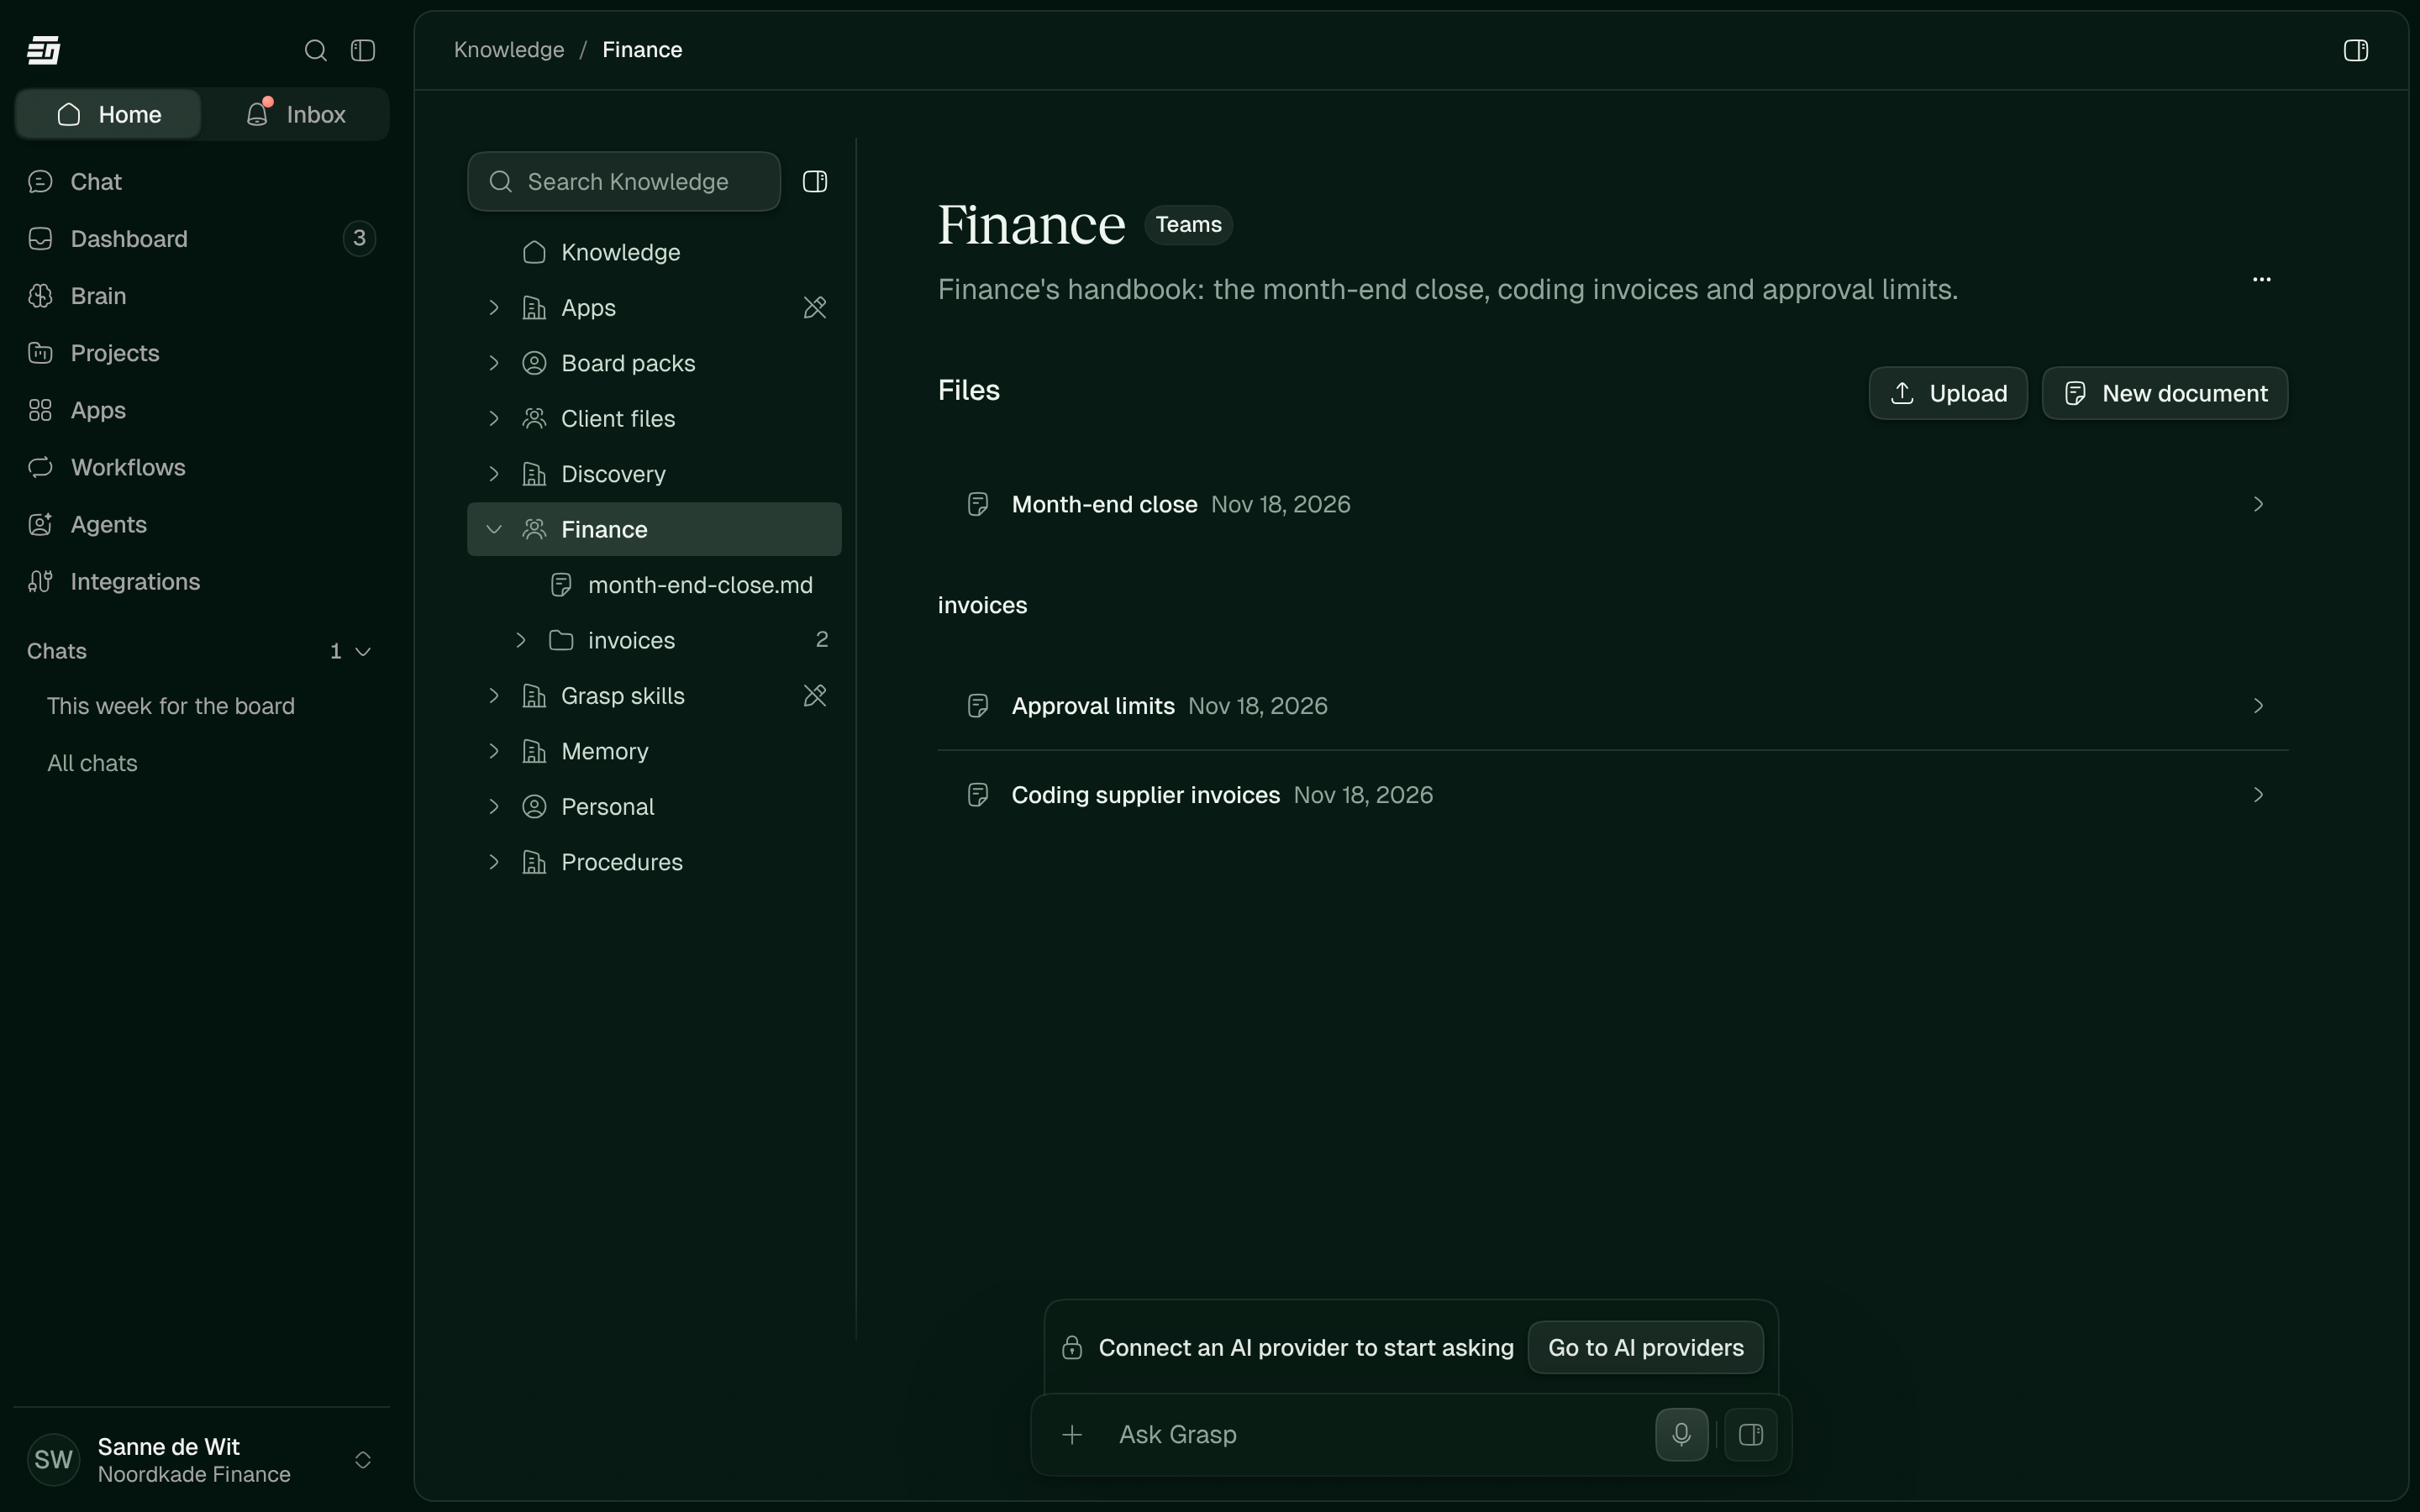 Home
Inbox
Chat
Dashboard 3
Brain
Projects
Apps
Workflows
Agents
Integrations
Chats 1
This week for the board
All chats
SW
Sanne de Wit
Noordkade Finance
Knowledge / Finance
Search Knowledge
Knowledge
Apps
Board packs
Client files
Discovery
Finance
month-end-close.md
invoices 2
Grasp skills
Memory
Personal
Procedures
Finance Teams
Finance's handbook: the month-end close, coding invoices and approval limits.
Files
Upload
New document
Month-end close Nov 18, 2026
invoices
Approval limits Nov 18, 2026
Coding supplier invoices Nov 18, 2026
Connect an AI provider to start asking
Go to AI providers
Ask Grasp